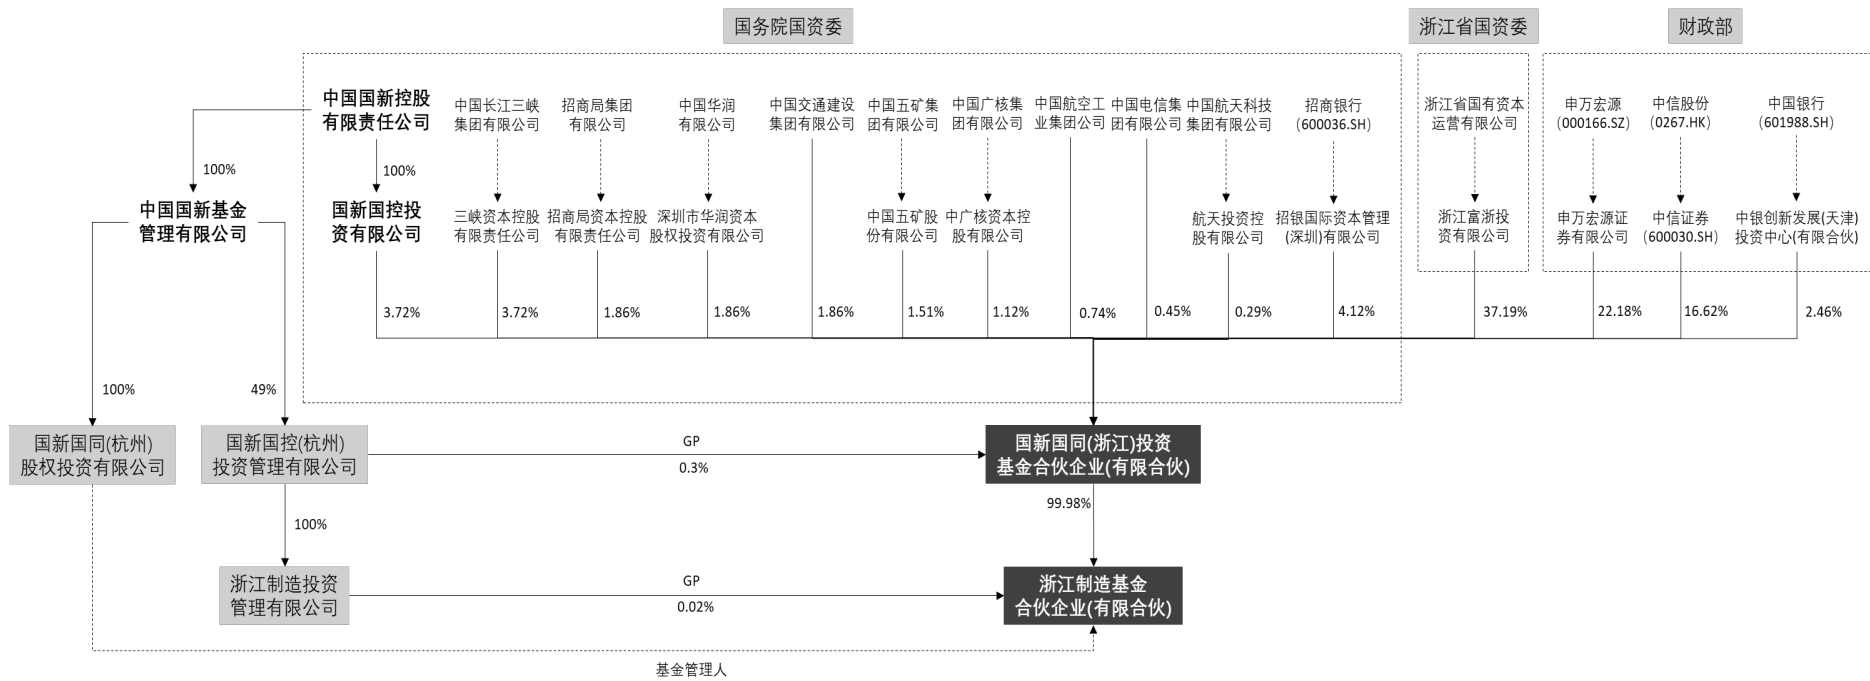 国务院国资委
浙江省国资委
财政部
中国国新控股
有限责任公司
中国长江三峡
集团有限公司
招商局集团
有限公司
中国华润
有限公司
中国交通建设
集团有限公司
中国五矿集
团有限公司
中国广核集
团有限公司
中国航空工
业集团公司
中国电信集
团有限公司
中国航天科技
集团有限公司
招商银行
(600036.SH)
浙江省国有资本
运营有限公司
申万宏源
(000166.SZ)
中信股份
(0267.HK)
中国银行
(601988.SH)
100%
100%
中国国新基金
管理有限公司
国新国控投
资有限公司
三峡资本控股
有限责任公司
招商局资本控股
有限责任公司
深圳市华润资本
股权投资有限公司
中国五矿股
份有限公司
中广核资本控
股有限公司
航天投资控
股有限公司
招银国际资本管理
(深圳)有限公司
浙江富浙投
资有限公司
申万宏源证
券有限公司
中信证券
(600030.SH)
中银创新发展(天津)
投资中心(有限合伙)
3.72%
3.72%
1.86%
1.86%
1.86%
1.51%
1.12%
0.74%
0.45%
0.29%
4.12%
37.19%
22.18%
16.62%
2.46%
100%
49%
国新国同(杭州)
股权投资有限公司
国新国控(杭州)
投资管理有限公司
GP
0.3%
国新国同(浙江)投资
基金合伙企业(有限合伙)
100%
99.98%
浙江制造投资
管理有限公司
GP
0.02%
浙江制造基金
合伙企业(有限合伙)
基金管理人